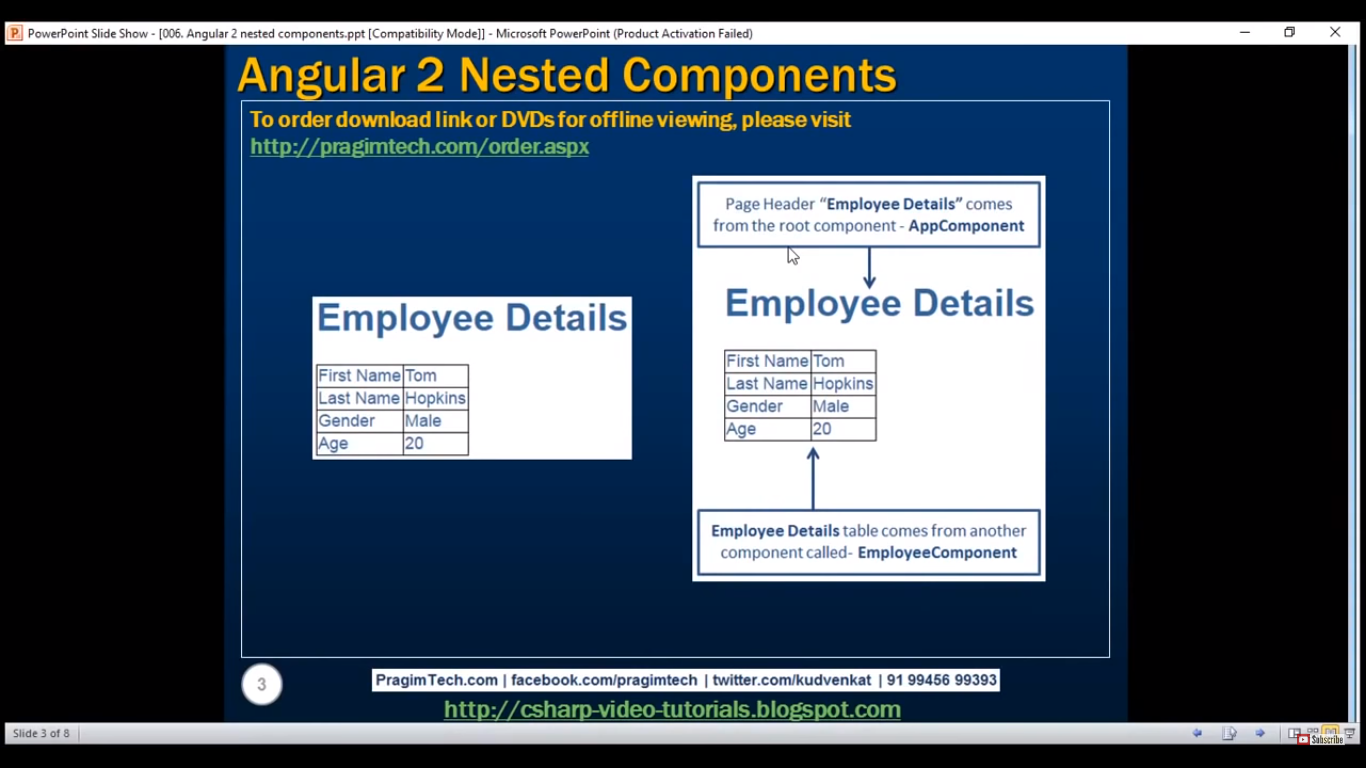 PowerPoint Slide Show - [006. Angular 2 nested components.ppt [Compatibility Mode]] - Microsoft PowerPoint (Product Activation Failed)
Angular 2 Nested Components
To order download link or DVDs for offline viewing, please visit
http://pragimtech.com/order.aspx
Employee Details
First Name Tom
Last Name Hopkins
Gender Male
Age 20
Page Header “Employee Details” comes
from the root component - AppComponent
Employee Details
First Name Tom
Last Name Hopkins
Gender Male
Age 20
Employee Details table comes from another
component called- EmployeeComponent
3
PragimTech.com | facebook.com/pragimtech | twitter.com/kudvenkat | 91 99456 99393
http://csharp-video-tutorials.blogspot.com
Slide 3 of 8
Subscribe